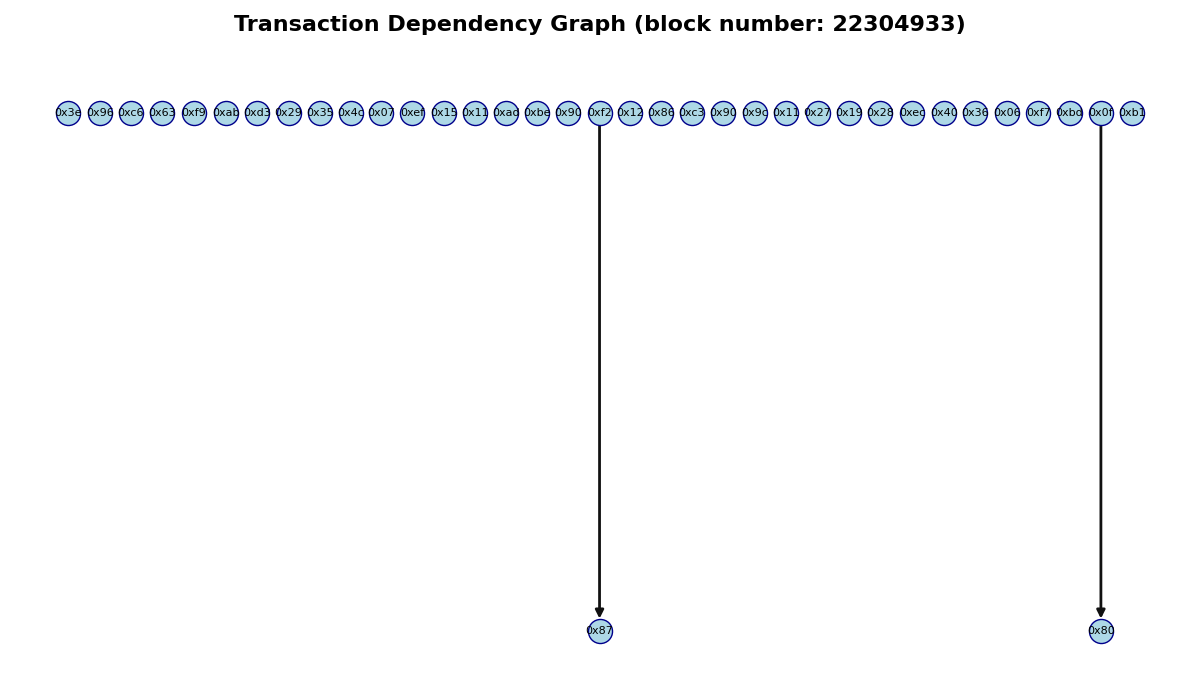 Transaction Dependency Graph (block number: 22304933)
0x3e 0x96 0xc6 0x63 0xf9 0xab 0xd3 0x29 0x35 0x4c 0x07 0xef 0x15 0x11 0xad 0xbe 0x90 0xf2 0x12 0x86 0xc3 0x90 0x9c 0x11 0x27 0x19 0x28 0xec 0x40 0x36 0x06 0xf7 0x0f 0xb1
0x87 0x80